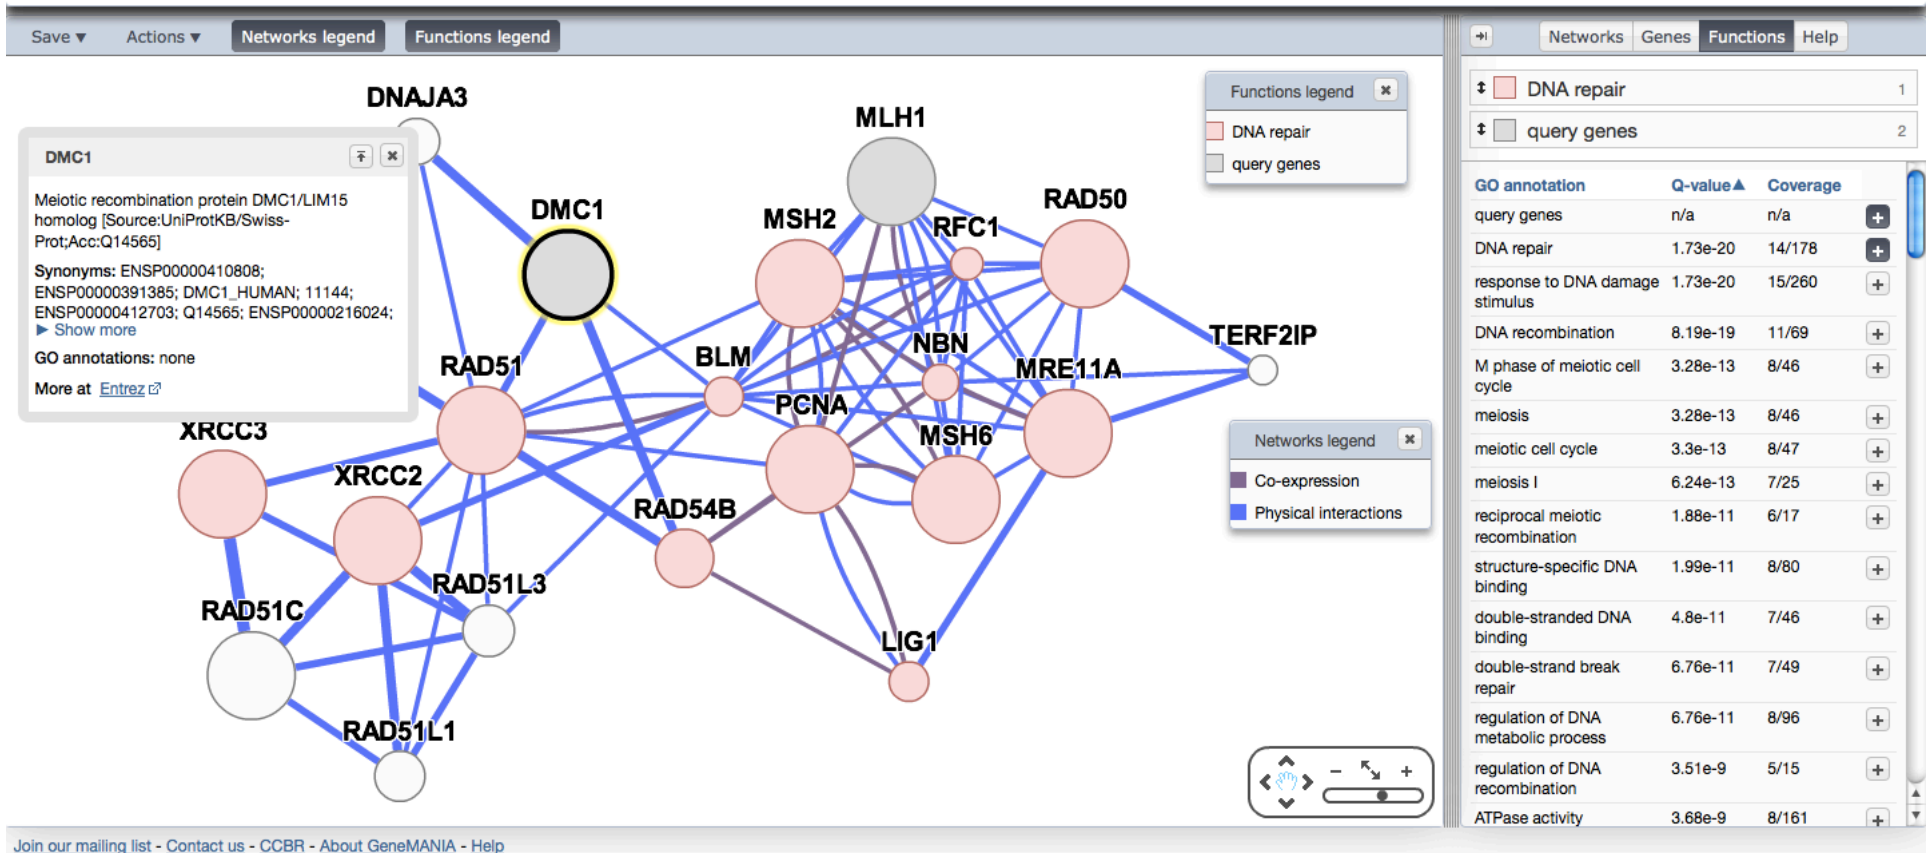 Save ▾ Actions ▾ Networks legend Functions legend
Networks Genes Functions Help
DNAJA3
DMC1
Meiotic recombination protein DMC1/LIM15
homolog [Source:UniProtKB/Swiss-
Prot;Acc:Q14565]
Synonyms: ENSP00000410808;
ENSP00000391385; DMC1_HUMAN; 11144;
ENSP00000412703; Q14565; ENSP00000216024;
▶ Show more
GO annotations: none
More at Entrez
DMC1
MLH1
MSH2
RFC1
RAD50
TERF2IP
RAD51
BLM
NBN
MRE11A
PCNA
MSH6
XRCC3
XRCC2
RAD54B
RAD51L3
RAD51C
LIG1
RAD51L1
Functions legend
DNA repair
query genes
Networks legend
Co-expression
Physical interactions
DNA repair 1
query genes 2
GO annotation Q-value▲ Coverage
query genes n/a n/a
DNA repair 1.73e-20 14/178
response to DNA damage 1.73e-20 15/260
stimulus
DNA recombination 8.19e-19 11/69
M phase of meiotic cell 3.28e-13 8/46
cycle
meiosis 3.28e-13 8/46
meiotic cell cycle 3.3e-13 8/47
meiosis I 6.24e-13 7/25
reciprocal meiotic 1.88e-11 6/17
recombination
structure-specific DNA 1.99e-11 8/80
binding
double-stranded DNA 4.8e-11 7/46
binding
double-strand break 6.76e-11 7/49
repair
regulation of DNA 6.76e-11 8/96
metabolic process
regulation of DNA 3.51e-9 5/15
recombination
ATPase activity 3.68e-9 8/161
Join our mailing list - Contact us - CCBR - About GeneMANIA - Help